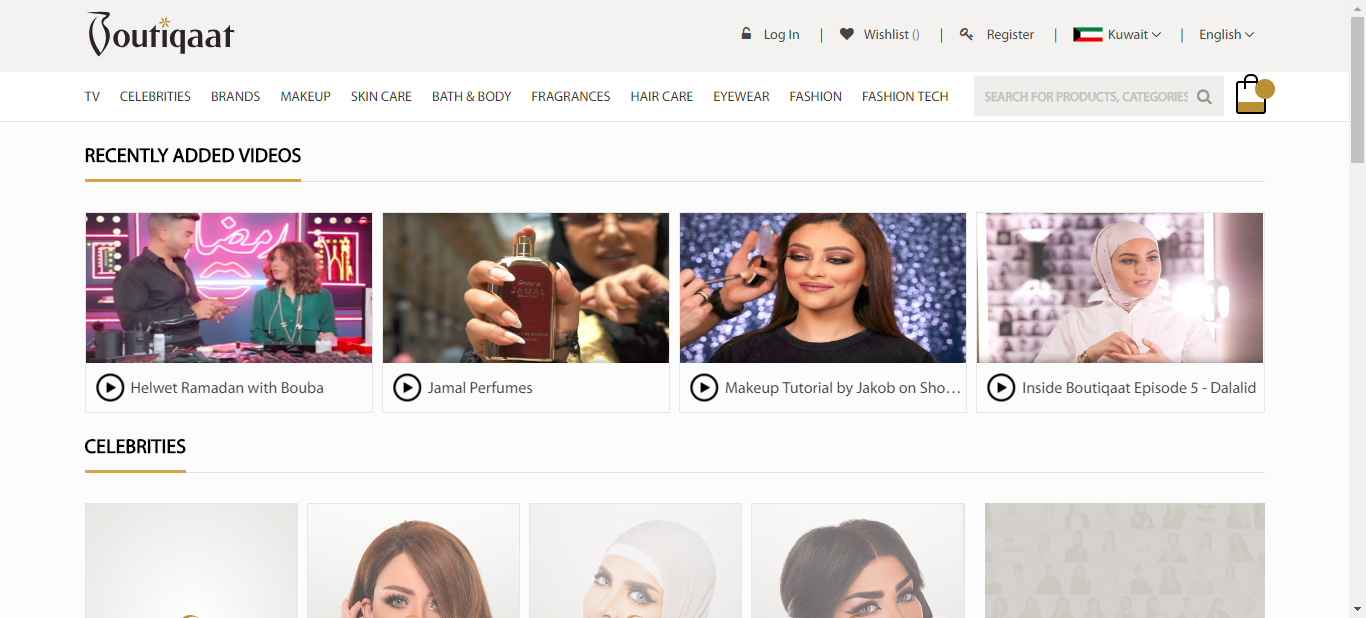 Boutiqaat
Log In | Wishlist () | Register | Kuwait | English
TV CELEBRITIES BRANDS MAKEUP SKIN CARE BATH & BODY FRAGRANCES HAIR CARE EYEWEAR FASHION FASHION TECH SEARCH FOR PRODUCTS, CATEGORIES
RECENTLY ADDED VIDEOS
رمضان
JAMAL
Helwet Ramadan with Bouba
Jamal Perfumes
Makeup Tutorial by Jakob on Sho...
Inside Boutiqaat Episode 5 - Dalalid
CELEBRITIES